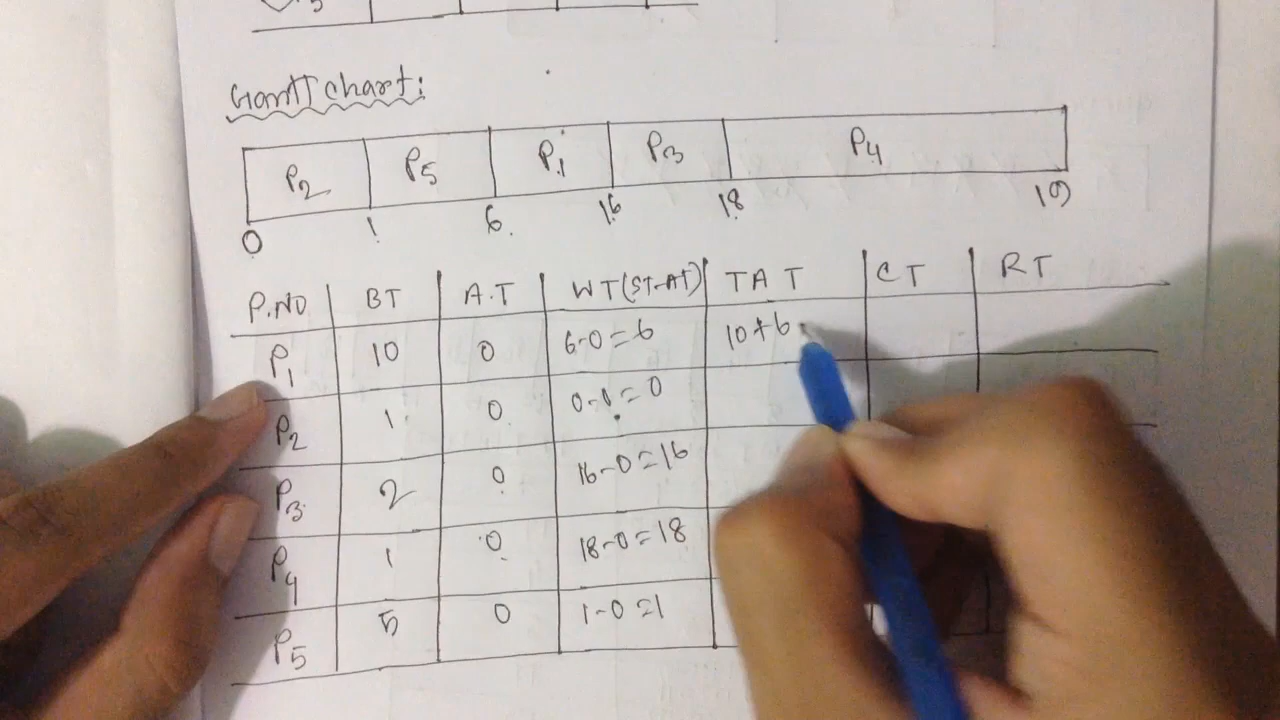 Gantt chart:
P2 P5 P1 P3 P4
0 1 6 16 18 19
P.NO BT A.T WT(ST-AT) TAT CT RT
P1 10 0 6-0=6 10+6
P2 1 0 0-0=0
P3 2 0 16-0=16
P4 1 0 18-0=18
P5 5 0 1-0=1